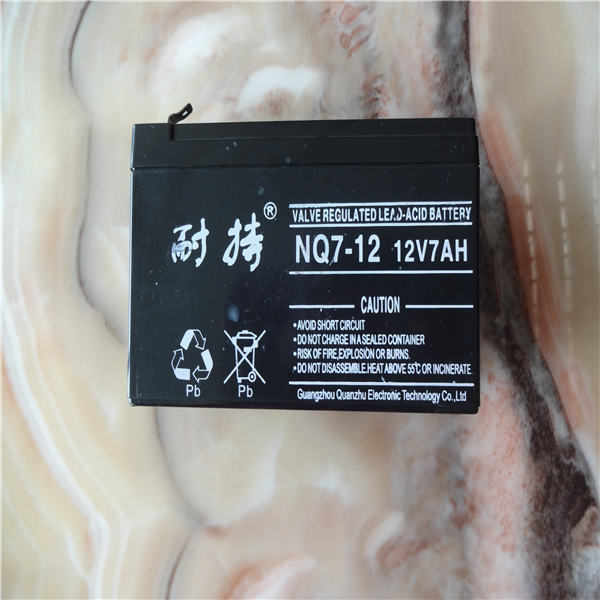 耐特®
VALVE REGULATED LEAD-ACID BATTERY
NQ7-12 12V7AH
CAUTION
•AVOID SHORT CIRCUIT
•DO NOT CHARGE IN A SEALED CONTAINER
•RISK OF FIRE,EXPLOSION OR BURNS.
•DO NOT DISASSEMBLE.HEAT ABOVE 55℃ OR INCINERATE.
Pb Pb
Guangzhou Quanzhu Electronic Technology Co.,Ltd